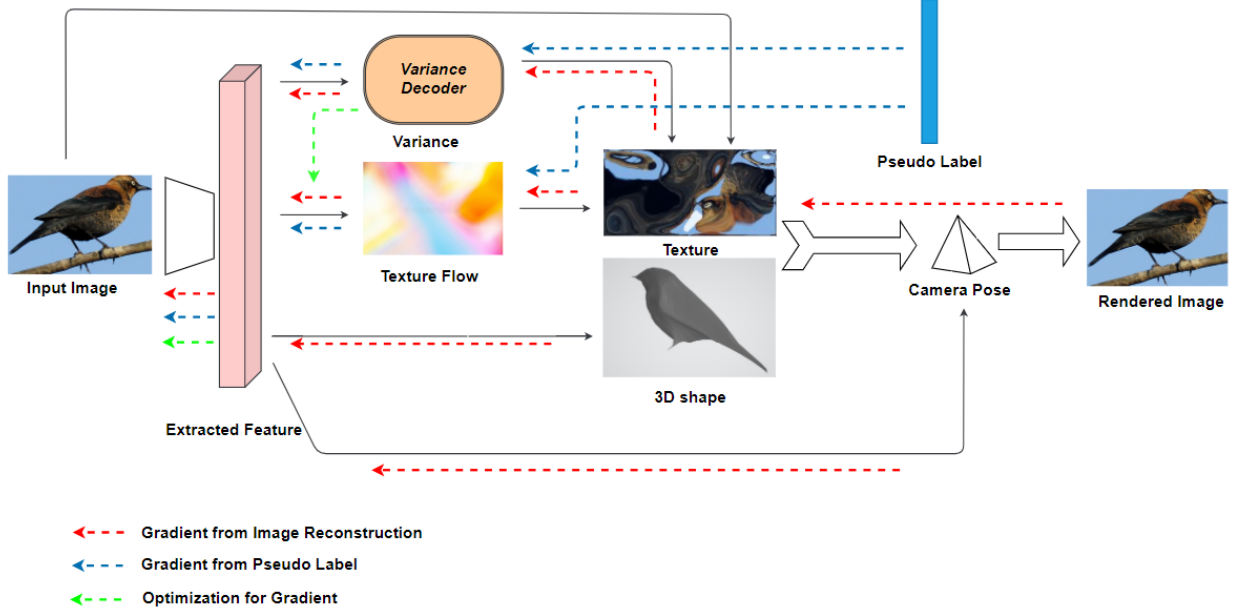 Variance
Decoder
Variance
Pseudo Label
Texture
Input Image
Texture Flow
Camera Pose
Rendered Image
3D shape
Extracted Feature
Gradient from Image Reconstruction
Gradient from Pseudo Label
Optimization for Gradient